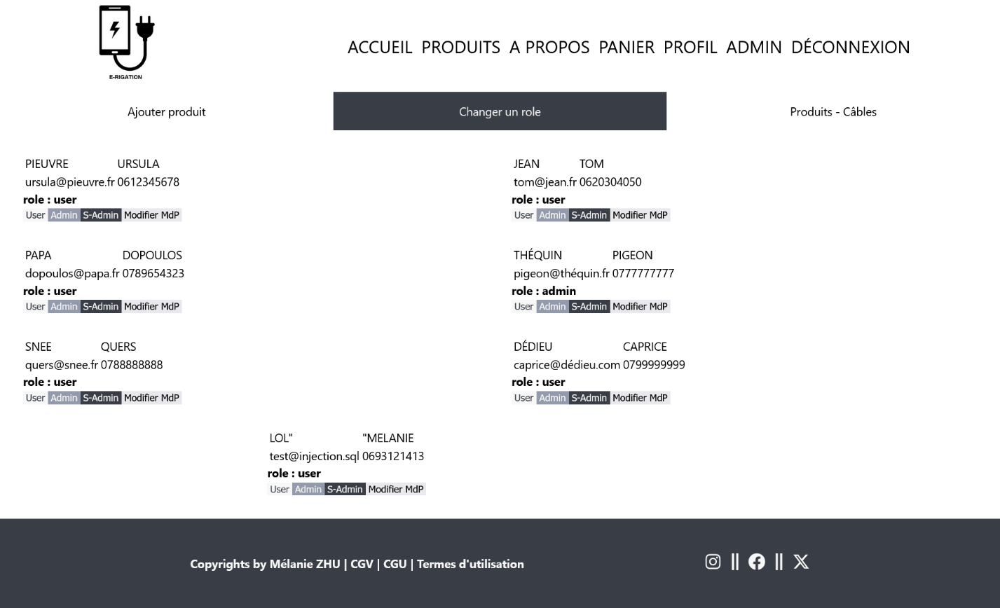 E-RIGATION
ACCUEIL PRODUITS A PROPOS PANIER PROFIL ADMIN DÉCONNEXION
Ajouter produit Changer un role Produits - Câbles
PIEUVRE URSULA
ursula@pieuvre.fr 0612345678
role : user
User Admin S-Admin Modifier MdP
JEAN TOM
tom@jean.fr 0620304050
role : user
User Admin S-Admin Modifier MdP
PAPA DOPOULOS
dopoulos@papa.fr 0789654323
role : user
User Admin S-Admin Modifier MdP
THÉQUIN PIGEON
pigeon@théquin.fr 0777777777
role : admin
User Admin S-Admin Modifier MdP
SNEE QUERS
quers@snee.fr 0788888888
role : user
User Admin S-Admin Modifier MdP
DÉDIEU CAPRICE
caprice@dédieu.com 0799999999
role : user
User Admin S-Admin Modifier MdP
LOL" "MELANIE
test@injection.sql 0693121413
role : user
User Admin S-Admin Modifier MdP
Copyrights by Mélanie ZHU | CGV | CGU | Termes d'utilisation